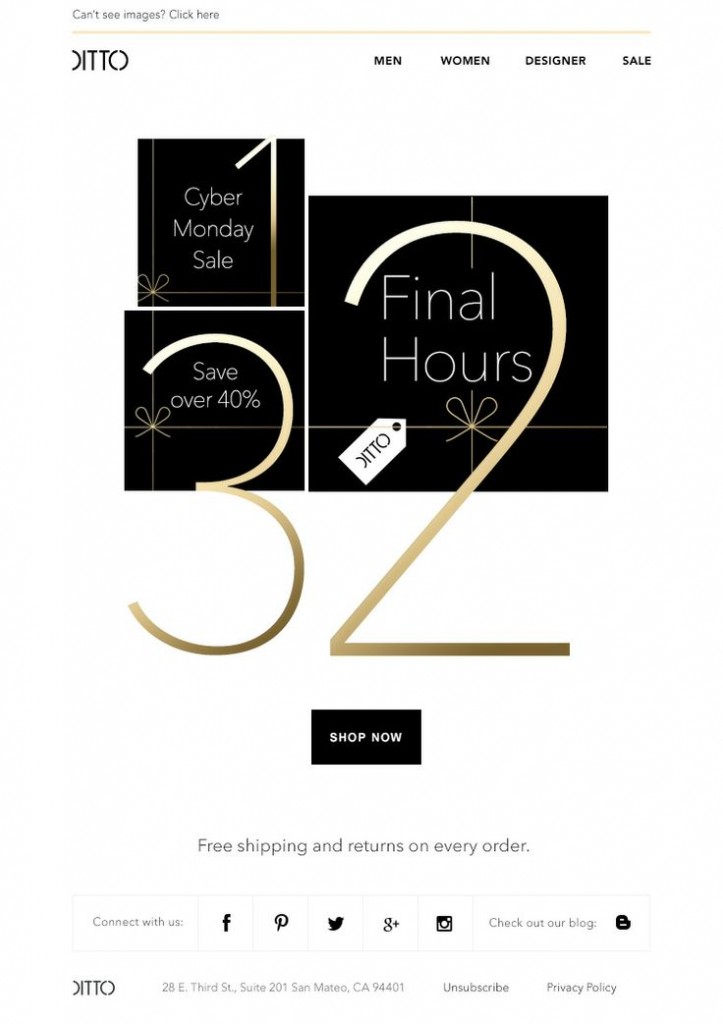 Can't see images? Click here
DITTO
MEN WOMEN DESIGNER SALE
1
Cyber
Monday
Sale
2
Final
Hours
DITTO
3
Save
over 40%
SHOP NOW
Free shipping and returns on every order.
Connect with us: f g+ Check out our blog:
DITTO 28 E. Third St., Suite 201 San Mateo, CA 94401 Unsubscribe Privacy Policy